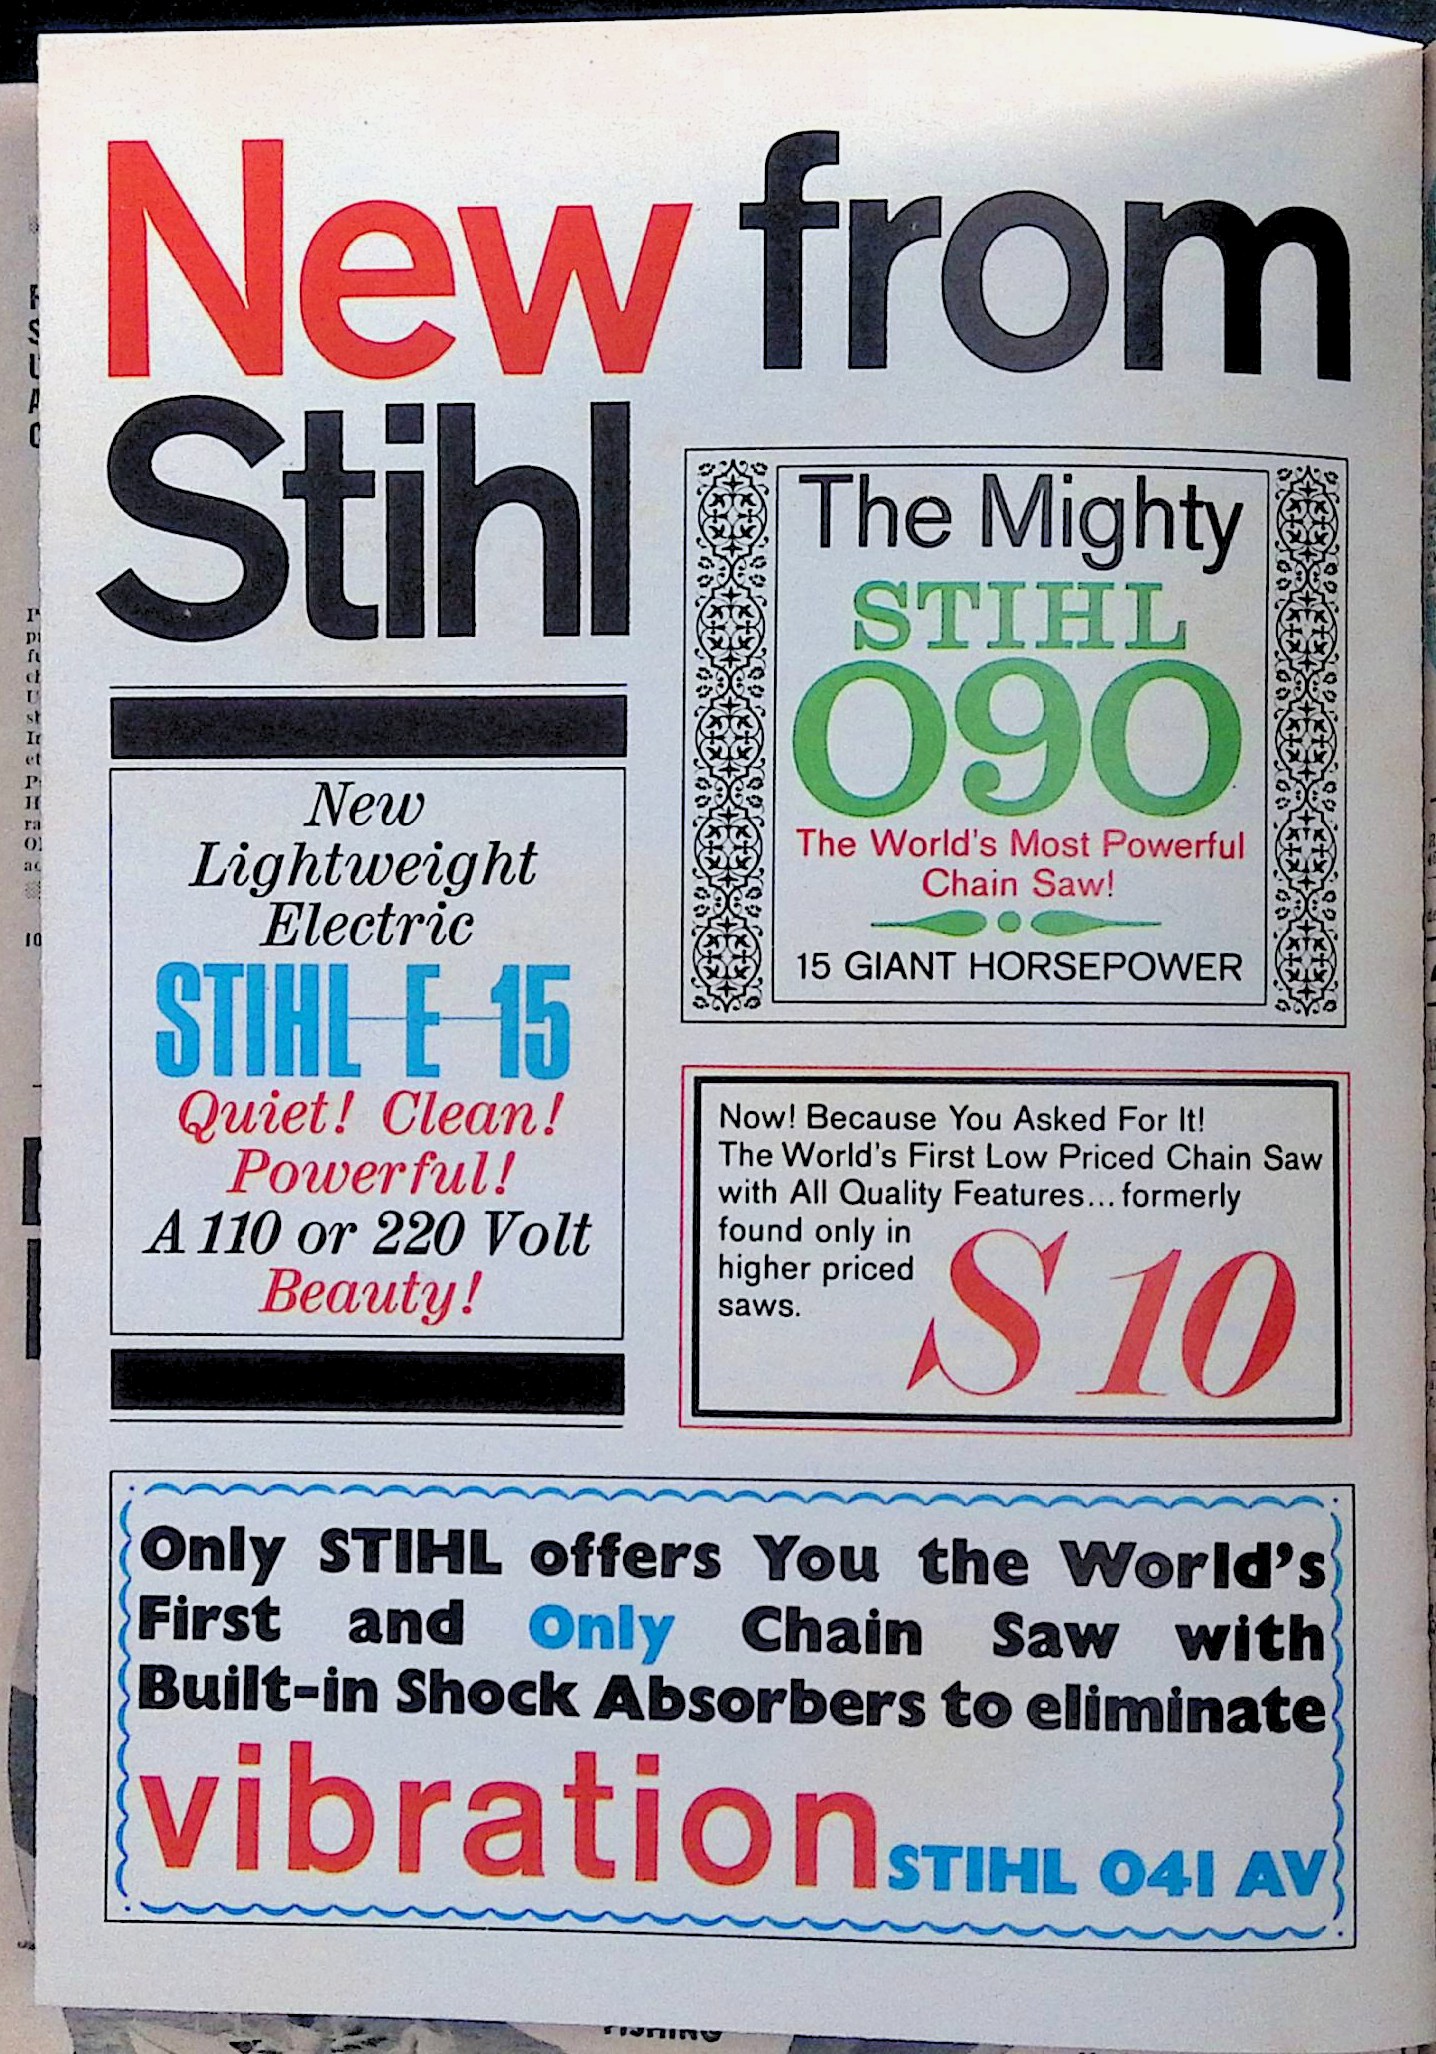 New from
Stihl
The Mighty
STIHL
090
The World's Most Powerful
Chain Saw!
15 GIANT HORSEPOWER
New
Lightweight
Electric
STIHL E 15
Quiet! Clean!
Powerful!
A 110 or 220 Volt
Beauty!
Now! Because You Asked For It!
The World's First Low Priced Chain Saw
with All Quality Features...formerly
found only in
higher priced
saws.
S 10
Only STIHL offers You the World's
First and Only Chain Saw with
Built-in Shock Absorbers to eliminate
vibration STIHL 041 AV
FISHING